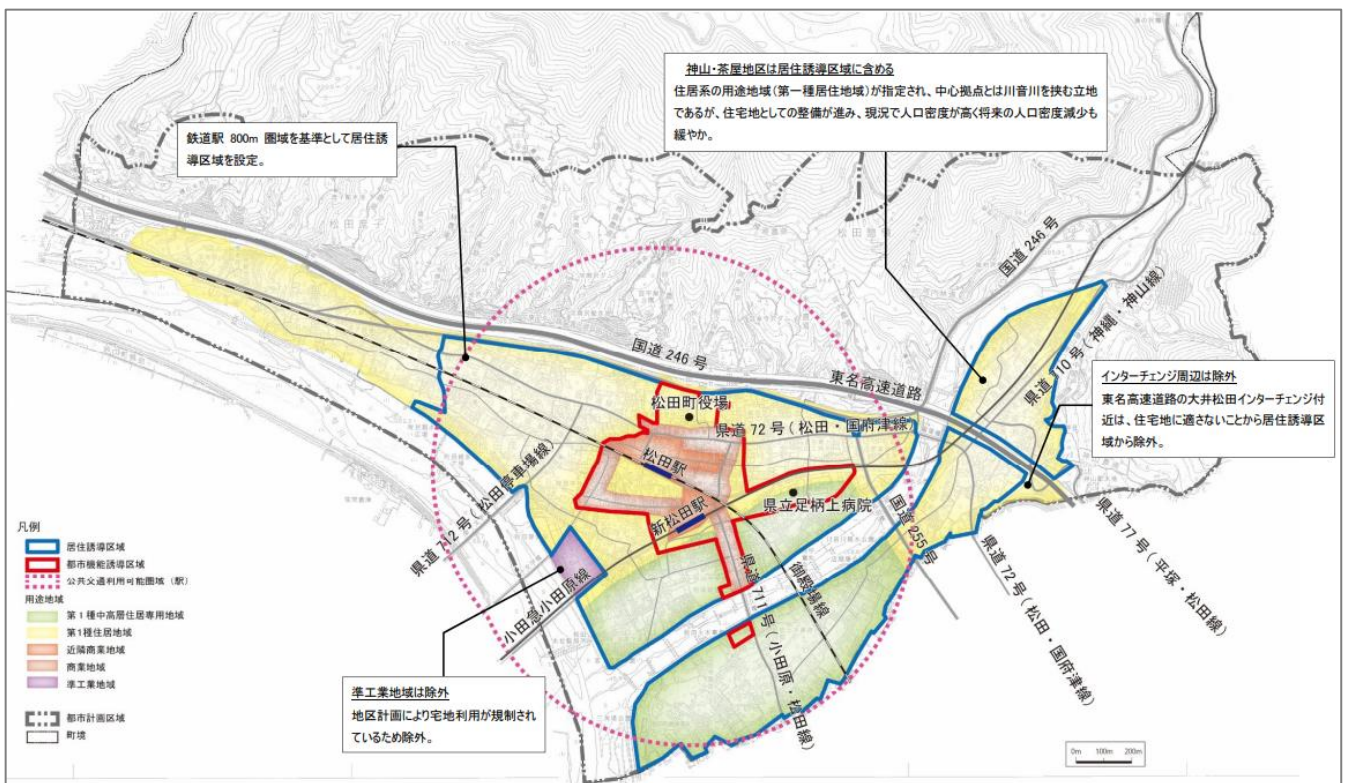 神山・茶屋地区は居住誘導区域に含める
住居系の用途地域(第一種居住地域)が指定され、中心拠点とは川音川を挟む立地
であるが、住宅地としての整備が進み、現況で人口密度が高く将来の人口密度減少も
緩やか。
鉄道駅 800m 圏域を基準として居住誘
導区域を設定。
国道 246 号
国道 246 号
東名高速道路
県道 710 号(神縄・神山線)
インターチェンジ周辺は除外
東名高速道路の大井松田インターチェンジ付
近は、住宅地に適さないことから居住誘導区
域から除外。
松田町役場
県道 72 号(松田・国府津線)
松田駅
県立足柄上病院
新松田駅
県道 712 号(松田停車場線)
小田急小田原線
県道 711 号(小田原・松田線)
御殿場線
国道 255 号
県道 72 号(松田・国府津線)
県道 77 号(平塚・松田線)
準工業地域は除外
地区計画により宅地利用が規制され
ているため除外。
凡例
居住誘導区域
都市機能誘導区域
公共交通利用可能圏域(駅)
用途地域
第1種中高層住居専用地域
第1種住居地域
近隣商業地域
商業地域
準工業地域
都市計画区域
町境
0m 100m 200m